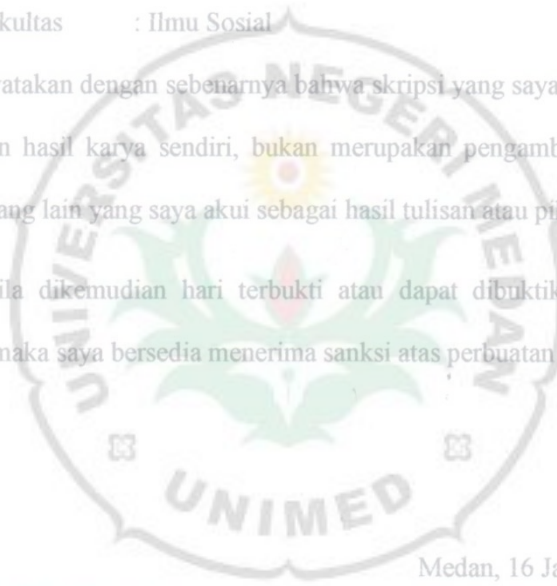 kultas : Ilmu Sosial
atakan dengan sebenarnya bahwa skripsi yang saya
n hasil karya sendiri, bukan merupakan pengamb
ang lain yang saya akui sebagai hasil tulisan atau pi
ila dikemudian hari terbukti atau dapat dibuktik
maka saya bersedia menerima sanksi atas perbuatan
UNIVERSITAS NEGERI MEDAN
UNIMED
Medan, 16 Ja